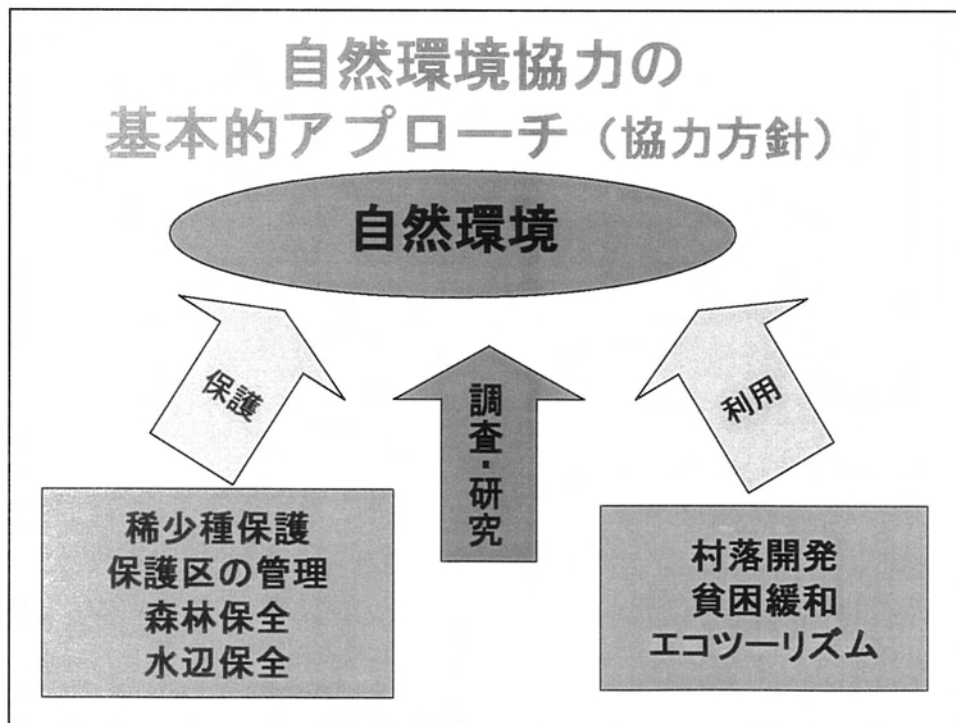 自然環境協力の
基本的アプローチ（協力方針）
自然環境
保護
調査・研究
利用
稀少種保護
保護区の管理
森林保全
水辺保全
村落開発
貧困緩和
エコツーリズム